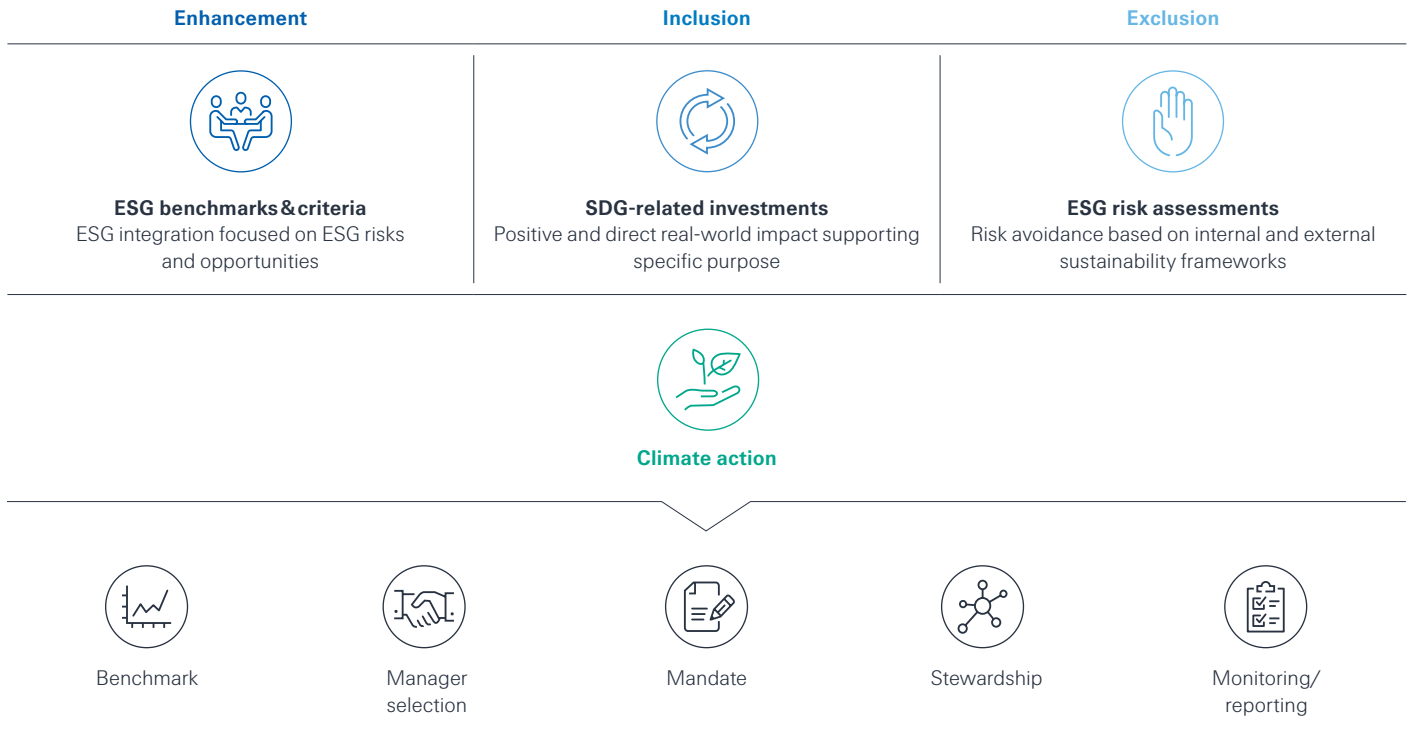 Enhancement
Inclusion
Exclusion
ESG benchmarks & criteria
ESG integration focused on ESG risks
and opportunities
SDG-related investments
Positive and direct real-world impact supporting
specific purpose
ESG risk assessments
Risk avoidance based on internal and external
sustainability frameworks
Climate action
Benchmark
Manager
selection
Mandate
Stewardship
Monitoring/
reporting